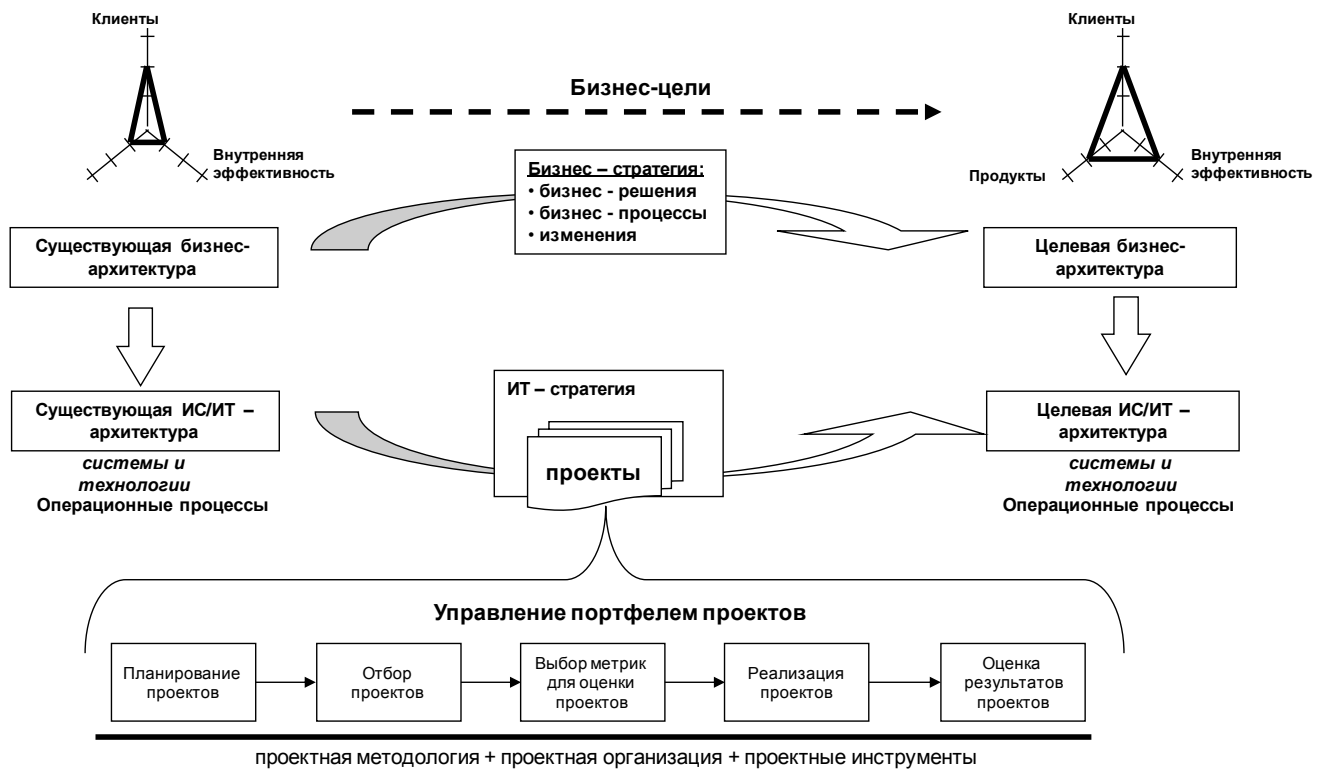 Клиенты
Внутренняя
эффективность
Бизнес-цели
Клиенты
Продукты
Внутренняя
эффективность
Бизнес – стратегия:
• бизнес - решения
• бизнес - процессы
• изменения
Существующая бизнес-
архитектура
Целевая бизнес-
архитектура
Существующая ИС/ИТ –
архитектура
системы и
технологии
Операционные процессы
ИТ – стратегия
проекты
Целевая ИС/ИТ –
архитектура
системы и
технологии
Операционные процессы
Управление портфелем проектов
Планирование
проектов
Отбор
проектов
Выбор метрик
для оценки
проектов
Реализация
проектов
Оценка
результатов
проектов
проектная методология + проектная организация + проектные инструменты